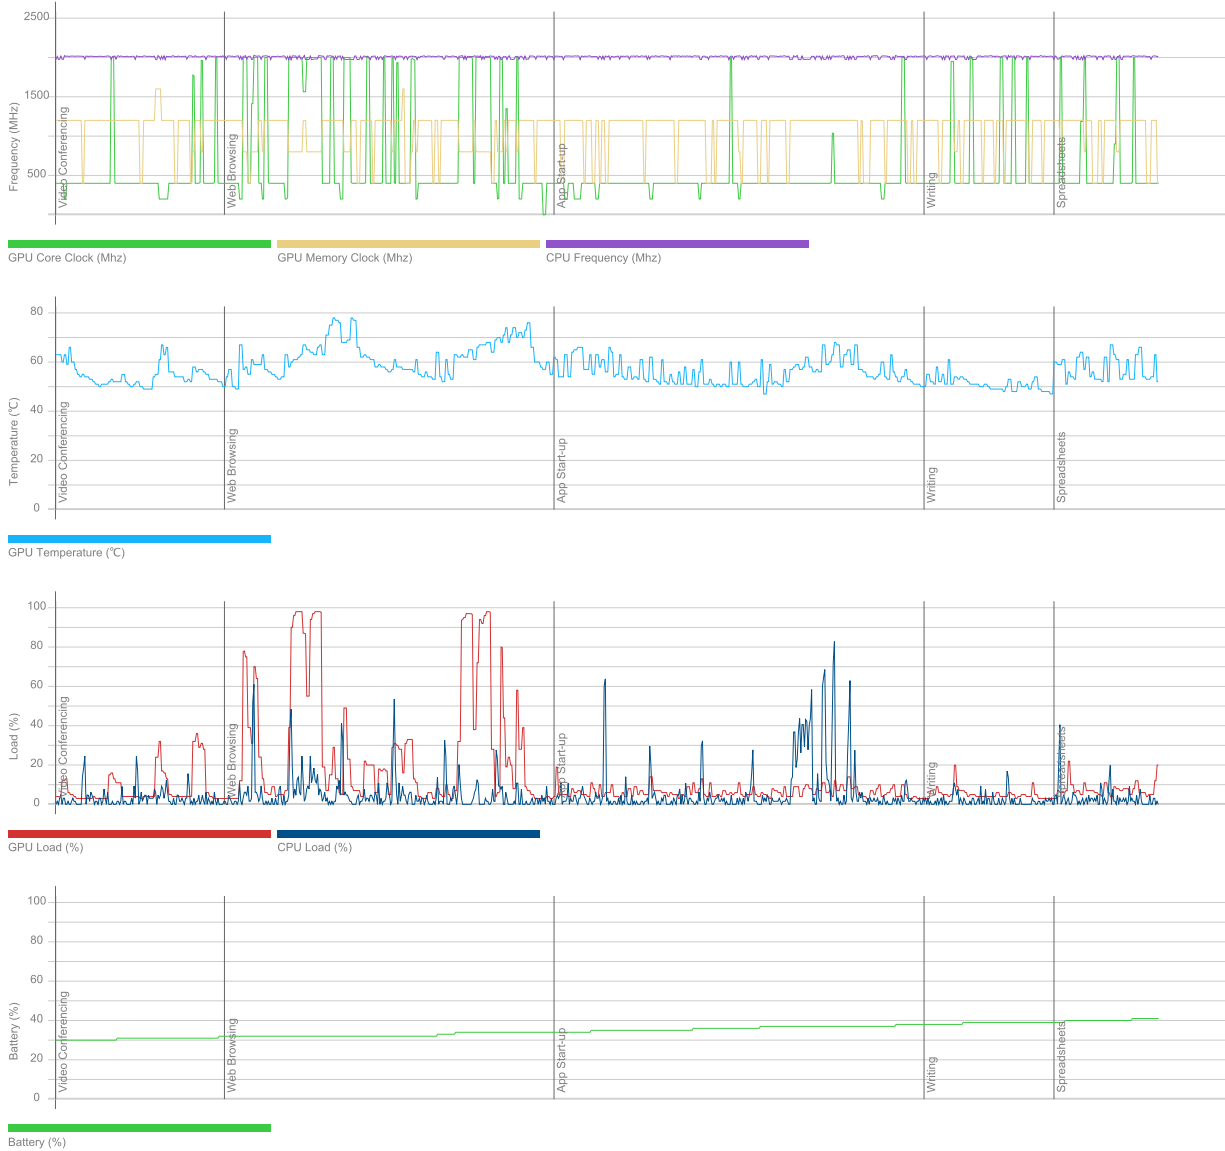 2500
1500
500
Frequency (MHz)
Video Conferencing
Web Browsing
App Start-up
Writing
Spreadsheets
GPU Core Clock (Mhz)
GPU Memory Clock (Mhz)
CPU Frequency (Mhz)
80
60
40
20
0
Temperature (℃)
Video Conferencing
Web Browsing
App Start-up
Writing
Spreadsheets
GPU Temperature (℃)
100
80
60
40
20
0
Load (%)
Video Conferencing
Web Browsing
App Start-up
Writing
Spreadsheets
GPU Load (%)
CPU Load (%)
100
80
60
40
20
0
Battery (%)
Video Conferencing
Web Browsing
App Start-up
Writing
Spreadsheets
Battery (%)